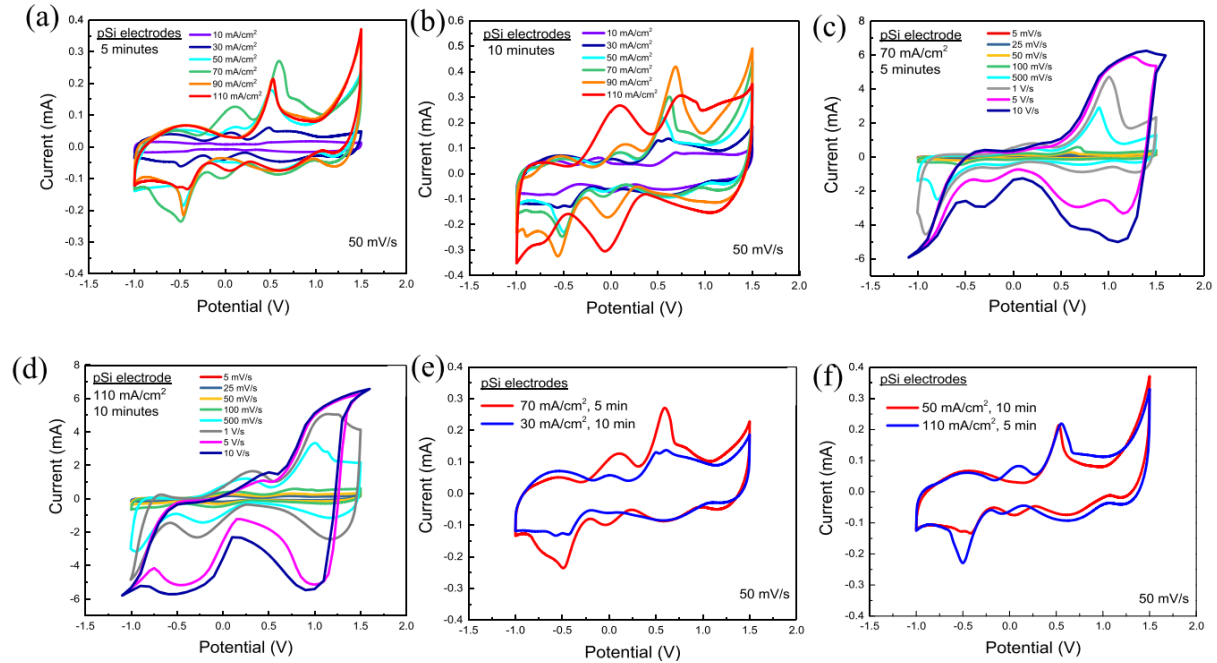 (a)
pSi electrodes
5 minutes
10 mA/cm²
30 mA/cm²
50 mA/cm²
70 mA/cm²
90 mA/cm²
110 mA/cm²
50 mV/s
0.4
0.3
0.2
0.1
0.0
0.1
0.2
0.3
0.4
Current (mA)
-1.5
-1.0
-0.5
0.0
0.5
1.0
1.5
2.0
Potential (V)
(b)
pSi electrodes
10 minutes
10 mA/cm²
30 mA/cm²
50 mA/cm²
70 mA/cm²
90 mA/cm²
110 mA/cm²
50 mV/s
0.6
0.5
0.4
0.3
0.2
0.1
0.0
-0.1
-0.2
-0.3
-0.4
Current (mA)
-1.5
-1.0
-0.5
0.0
0.5
1.0
1.5
2.0
Potential (V)
(c)
pSi electrode
70 mA/cm²
5 minutes
5 mV/s
25 mV/s
50 mV/s
100 mV/s
500 mV/s
1 V/s
5 V/s
10 V/s
8
6
4
2
0
-2
-4
-6
Current (mA)
-1.5
-1.0
-0.5
0.0
0.5
1.0
1.5
2.0
Potential (V)
(d)
pSi electrode
110 mA/cm²
10 minutes
5 mV/s
25 mV/s
50 mV/s
100 mV/s
500 mV/s
1 V/s
5 V/s
10 V/s
8
6
4
2
0
-2
-4
-6
Current (mA)
-1.5
-1.0
-0.5
0.0
0.5
1.0
1.5
2.0
Potential (V)
(e)
pSi electrodes
70 mA/cm², 5 min
30 mA/cm², 10 min
50 mV/s
0.4
0.3
0.2
0.1
0.0
-0.1
-0.2
-0.3
-0.4
Current (mA)
-1.5
-1.0
-0.5
0.0
0.5
1.0
1.5
2.0
Potential (V)
(f)
pSi electrodes
50 mA/cm², 10 min
110 mA/cm², 5 min
50 mV/s
0.4
0.3
0.2
0.1
0.0
-0.1
-0.2
-0.3
-0.4
Current (mA)
-1.5
-1.0
-0.5
0.0
0.5
1.0
1.5
2.0
Potential (V)